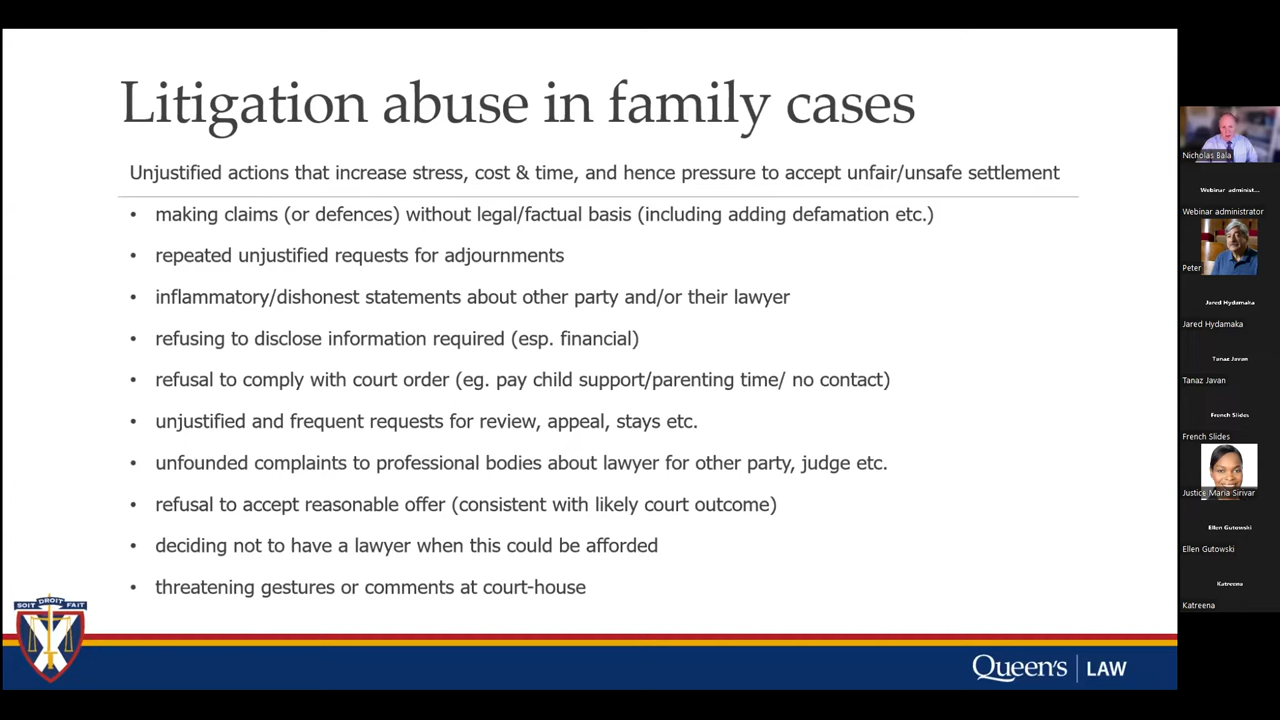 Litigation abuse in family cases
Unjustified actions that increase stress, cost & time, and hence pressure to accept unfair/unsafe settlement
• making claims (or defences) without legal/factual basis (including adding defamation etc.)
• repeated unjustified requests for adjournments
• inflammatory/dishonest statements about other party and/or their lawyer
• refusing to disclose information required (esp. financial)
• refusal to comply with court order (eg. pay child support/parenting time/ no contact)
• unjustified and frequent requests for review, appeal, stays etc.
• unfounded complaints to professional bodies about lawyer for other party, judge etc.
• refusal to accept reasonable offer (consistent with likely court outcome)
• deciding not to have a lawyer when this could be afforded
• threatening gestures or comments at court-house
SOIT DROIT FAIT
Queen's | LAW
Nicholas Bala
Webinar administ...
Webinar administrator
Peter
Jared Hydamaka
Jared Hydamaka
Tanaz Javan
Tanaz Javan
French Slides
French Slides
Justice Maria Sirivar
Ellen Gutowski
Ellen Gutowski
Katreena
Katreena